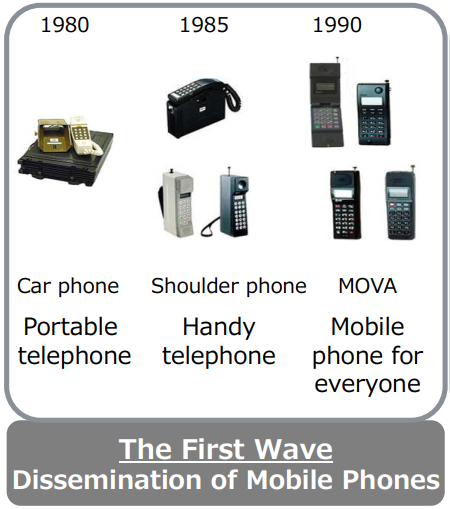 1980 1985 1990
Car phone Shoulder phone MOVA
Portable Handy Mobile
telephone telephone phone for
everyone
The First Wave
Dissemination of Mobile Phones